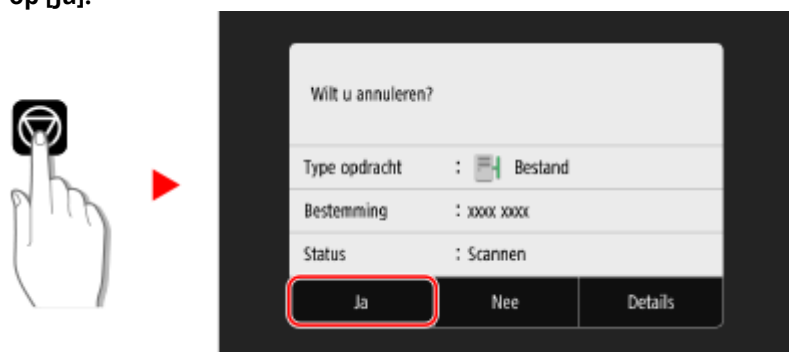 op [Ja].
Wilt u annuleren?
Type opdracht : Bestand
Bestemming : xxxx xxxx
Status : Scannen
Ja Nee Details